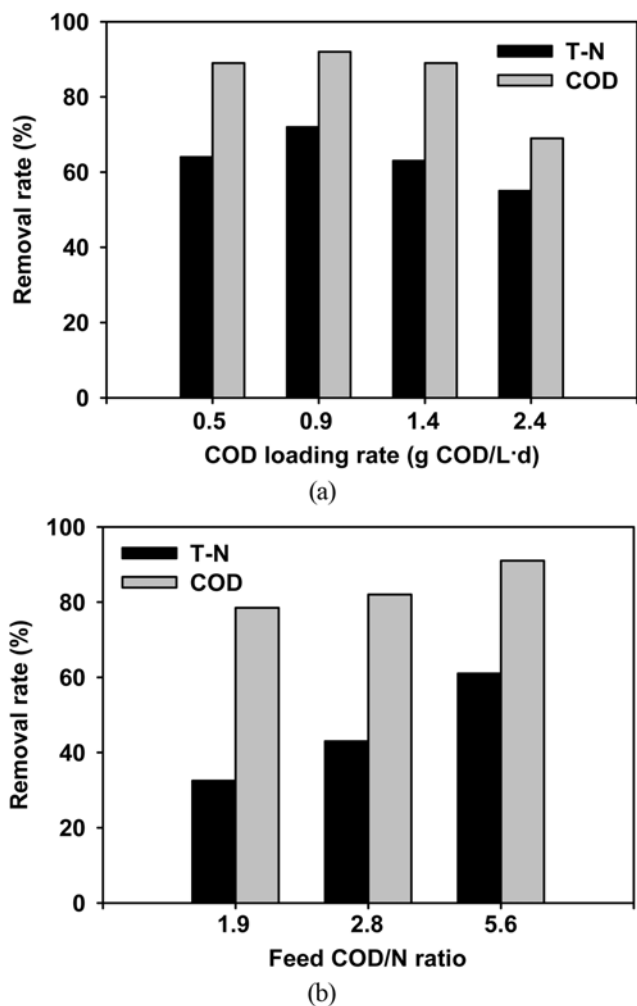 100
80
60
40
20
0
Removal rate (%)
T-N
COD
0.5 0.9 1.4 2.4
COD loading rate (g COD/L·d)
(a)
100
80
60
40
20
0
Removal rate (%)
T-N
COD
1.9 2.8 5.6
Feed COD/N ratio
(b)